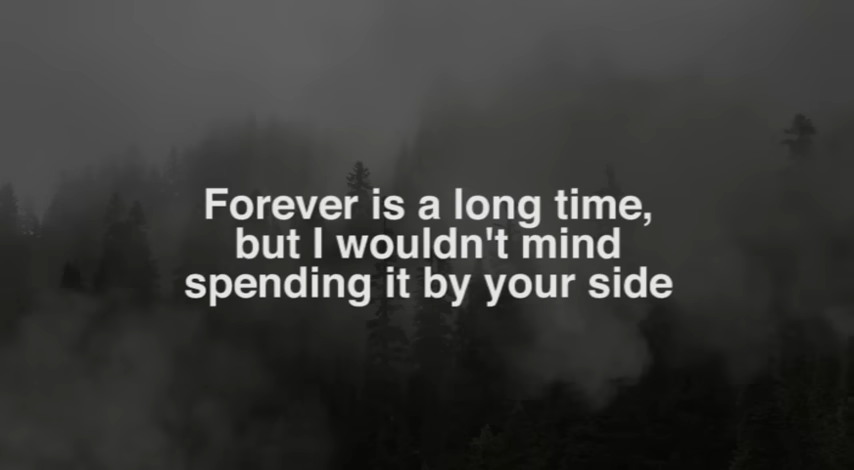 Forever is a long time,
but I wouldn't mind
spending it by your side